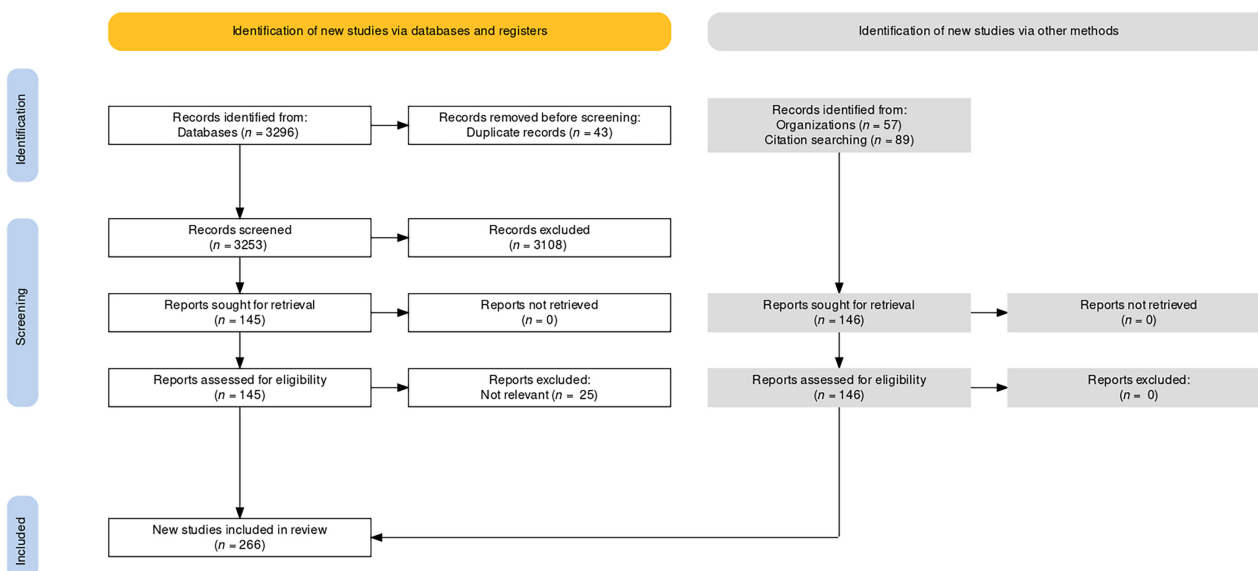 Identification of new studies via databases and registers
Identification of new studies via other methods
Identification
Records identified from:
Databases (n = 3296)
Records removed before screening:
Duplicate records (n = 43)
Records identified from:
Organizations (n = 57)
Citation searching (n = 89)
Screening
Records screened
(n = 3253)
Records excluded
(n = 3108)
Reports sought for retrieval
(n = 145)
Reports not retrieved
(n = 0)
Reports sought for retrieval
(n = 146)
Reports not retrieved
(n = 0)
Reports assessed for eligibility
(n = 145)
Reports excluded:
Not relevant (n = 25)
Reports assessed for eligibility
(n = 146)
Reports excluded:
(n = 0)
Included
New studies included in review
(n = 266)